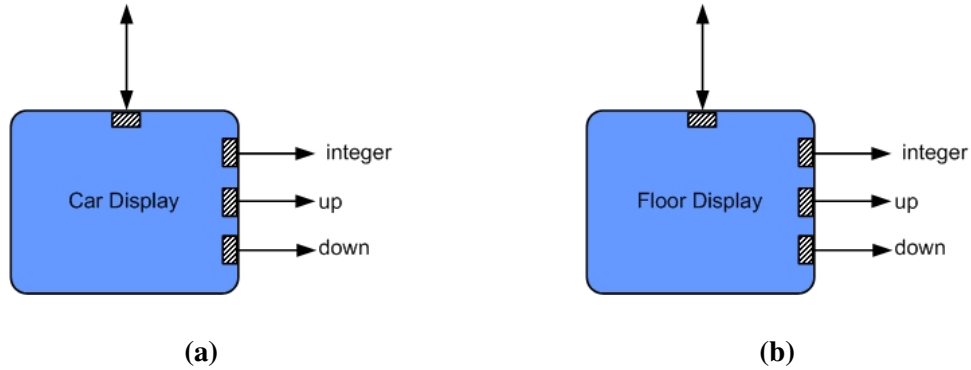 Car Display
integer
up
down
(a)
Floor Display
integer
up
down
(b)